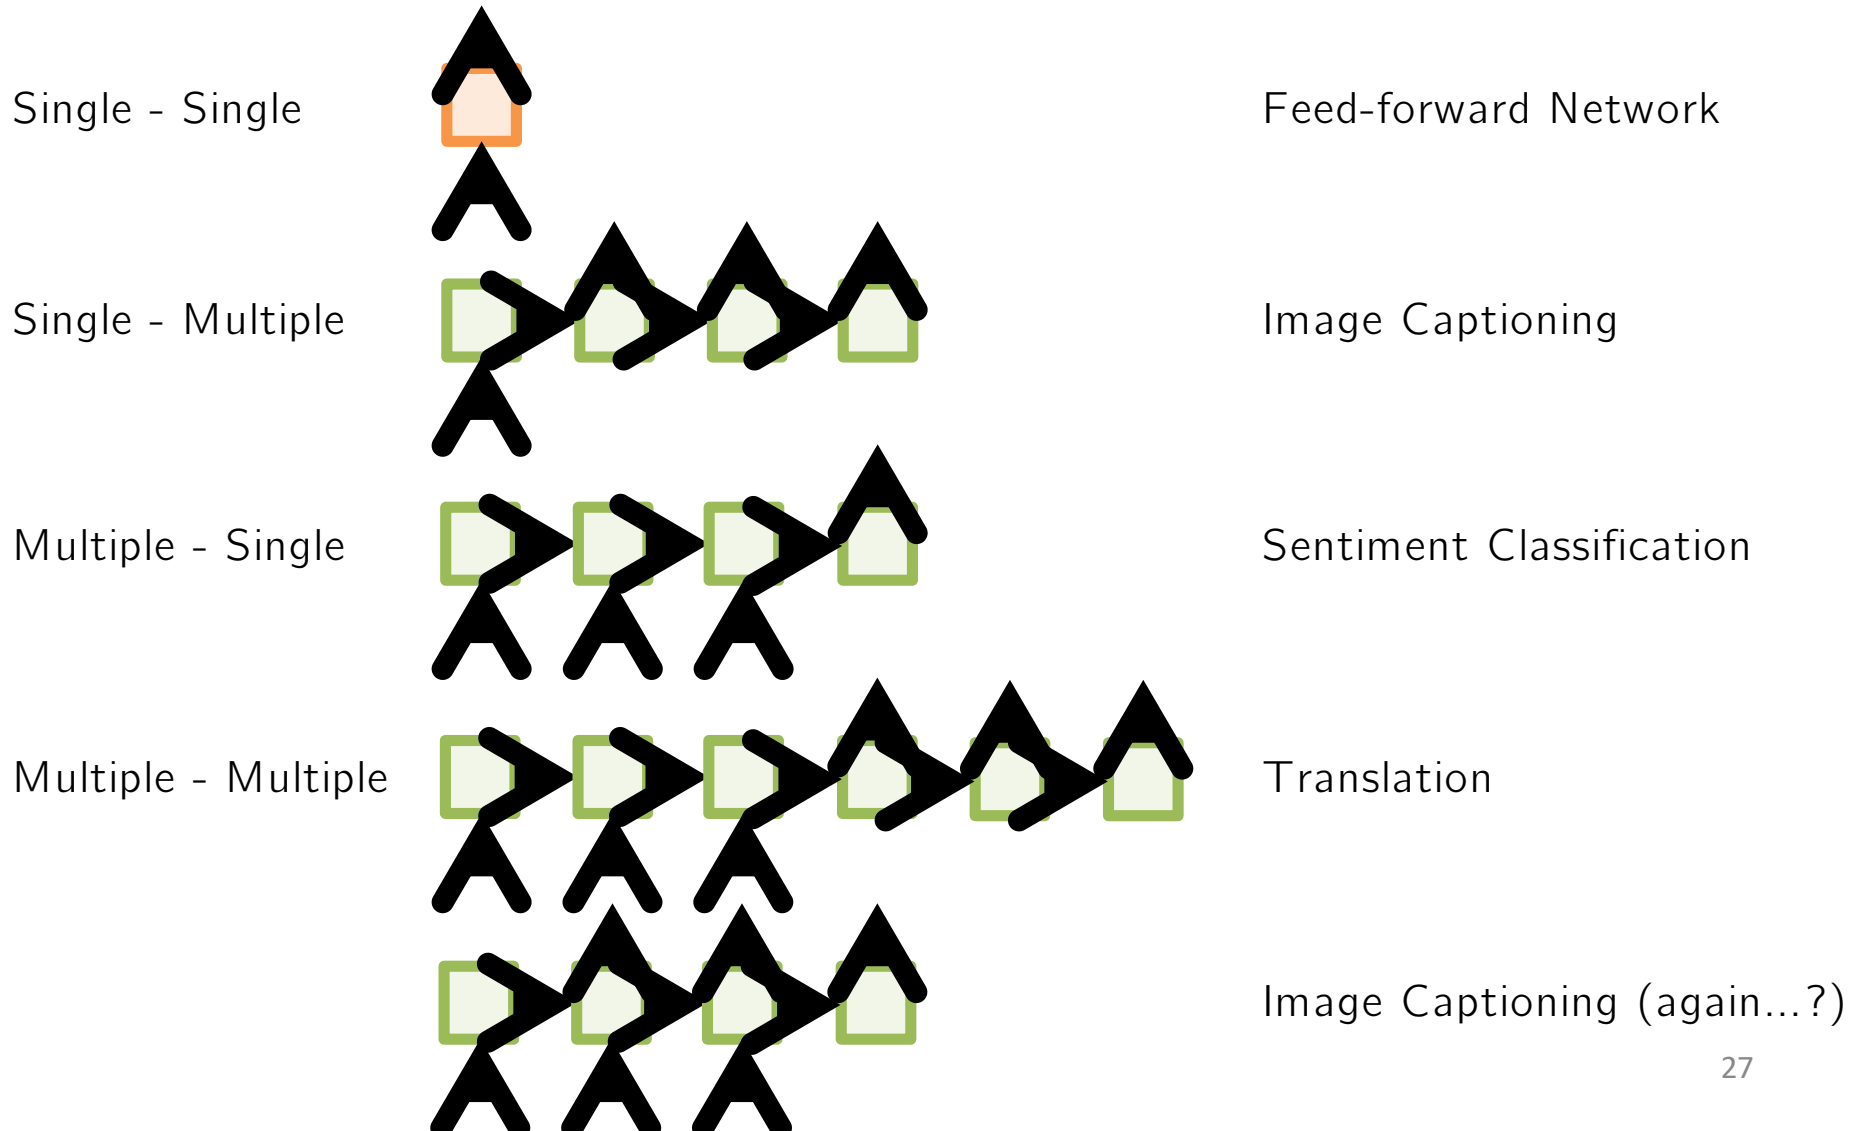 Single - Single
Feed-forward Network
Single - Multiple
Image Captioning
Multiple - Single
Sentiment Classification
Multiple - Multiple
Translation
Image Captioning (again...?)
27